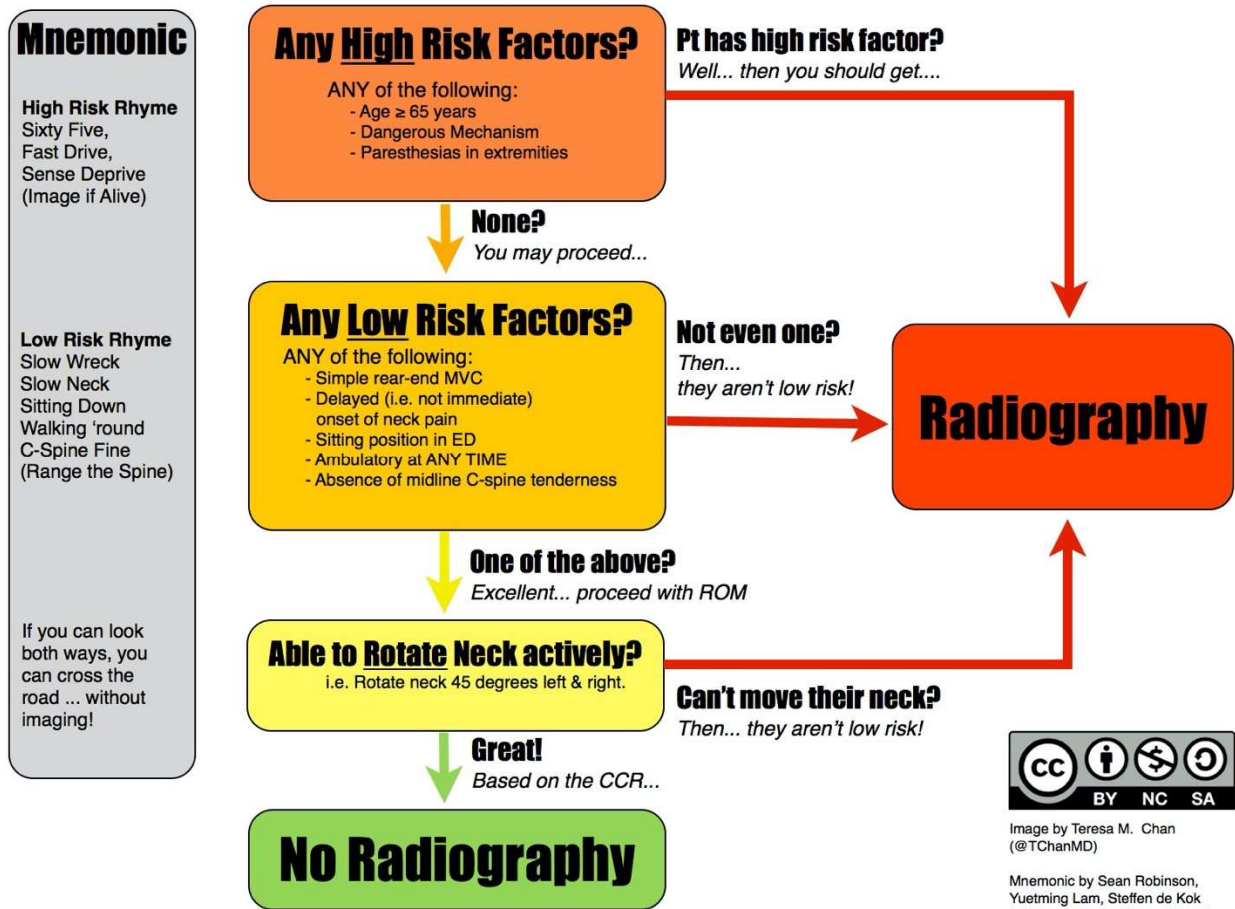 Mnemonic
High Risk Rhyme
Sixty Five,
Fast Drive,
Sense Deprive
(Image if Alive)
Low Risk Rhyme
Slow Wreck
Slow Neck
Sitting Down
Walking ‘round
C-Spine Fine
(Range the Spine)
If you can look
both ways, you
can cross the
road ... without
imaging!
Any High Risk Factors?
ANY of the following:
- Age ≥ 65 years
- Dangerous Mechanism
- Paresthesias in extremities
Pt has high risk factor?
Well... then you should get....
None?
You may proceed...
Any Low Risk Factors?
ANY of the following:
- Simple rear-end MVC
- Delayed (i.e. not immediate)
onset of neck pain
- Sitting position in ED
- Ambulatory at ANY TIME
- Absence of midline C-spine tenderness
Not even one?
Then...
they aren’t low risk!
Radiography
One of the above?
Excellent... proceed with ROM
Able to Rotate Neck actively?
i.e. Rotate neck 45 degrees left & right.
Can’t move their neck?
Then... they aren’t low risk!
Great!
Based on the CCR...
No Radiography
CC
BY NC SA
Image by Teresa M. Chan
(@TChanMD)
Mnemonic by Sean Robinson,
Yuetming Lam, Steffen de Kok